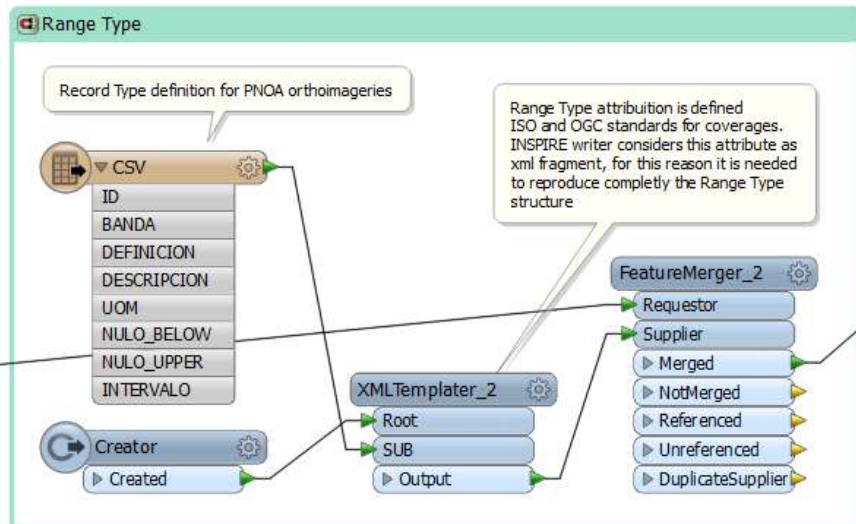 Range Type
Record Type definition for PNOA orthoimageries
Range Type attribuition is defined
ISO and OGC standards for coverages.
INSPIRE writer considers this attribute as
xml fragment, for this reason it is needed
to reproduce completly the Range Type
structure
CSV
ID
BANDA
DEFINICION
DESCRIPCION
UOM
NULO_BELOW
NULO_UPPER
INTERVALO
Creator
Created
XMLTemplater_2
Root
SUB
Output
FeatureMerger_2
Requestor
Supplier
Merged
NotMerged
Referenced
Unreferenced
DuplicateSupplier